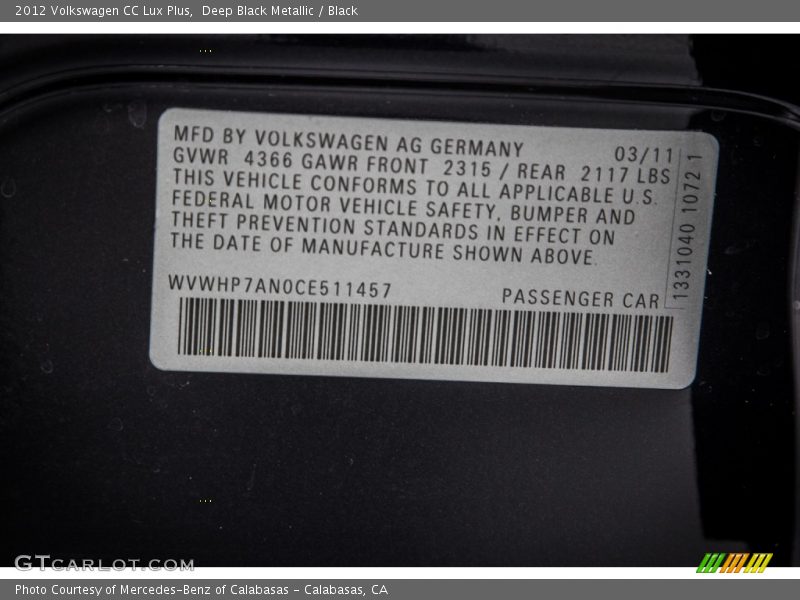 2012 Volkswagen CC Lux Plus, Deep Black Metallic / Black
MFD BY VOLKSWAGEN AG GERMANY 03/11
GVWR 4366 GAWR FRONT 2315 / REAR 2117 LBS
THIS VEHICLE CONFORMS TO ALL APPLICABLE U.S.
FEDERAL MOTOR VEHICLE SAFETY, BUMPER AND
THEFT PREVENTION STANDARDS IN EFFECT ON
THE DATE OF MANUFACTURE SHOWN ABOVE.
WVWHP7AN0CE511457 PASSENGER CAR
1331040 1072 1
GTCARLOT.COM
Photo Courtesy of Mercedes-Benz of Calabasas - Calabasas, CA